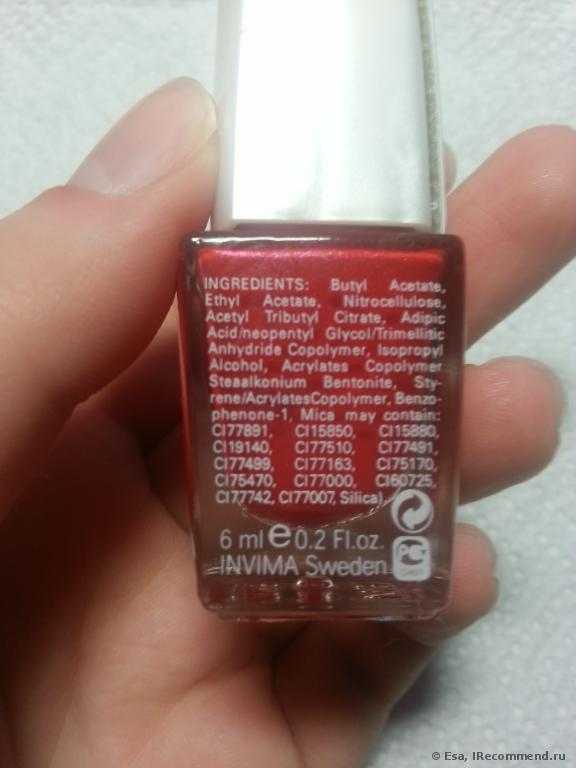 INGREDIENTS: Butyl Acetate,
Ethyl Acetate, Nitrocellulose,
Acetyl Tributyl Citrate, Adipic
Acid/neopentyl Glycol/Trimellitic
Anhydride Copolymer, Isopropyl
Alcohol, Acrylates Copolymer
Steaalkonium Bentonite, Sty-
rene/AcrylatesCopolymer, Benzo-
phenone-1, Mica may contain:
CI77891, CI15850, CI15880,
CI19140, CI77510, CI77491,
CI77499, CI77163, CI75170,
CI75470, CI77000, CI60725,
CI77742, CI77007, Silica).
6 ml e 0.2 Fl.oz.
INVIMA Sweden
© Esa, IRecommend.ru